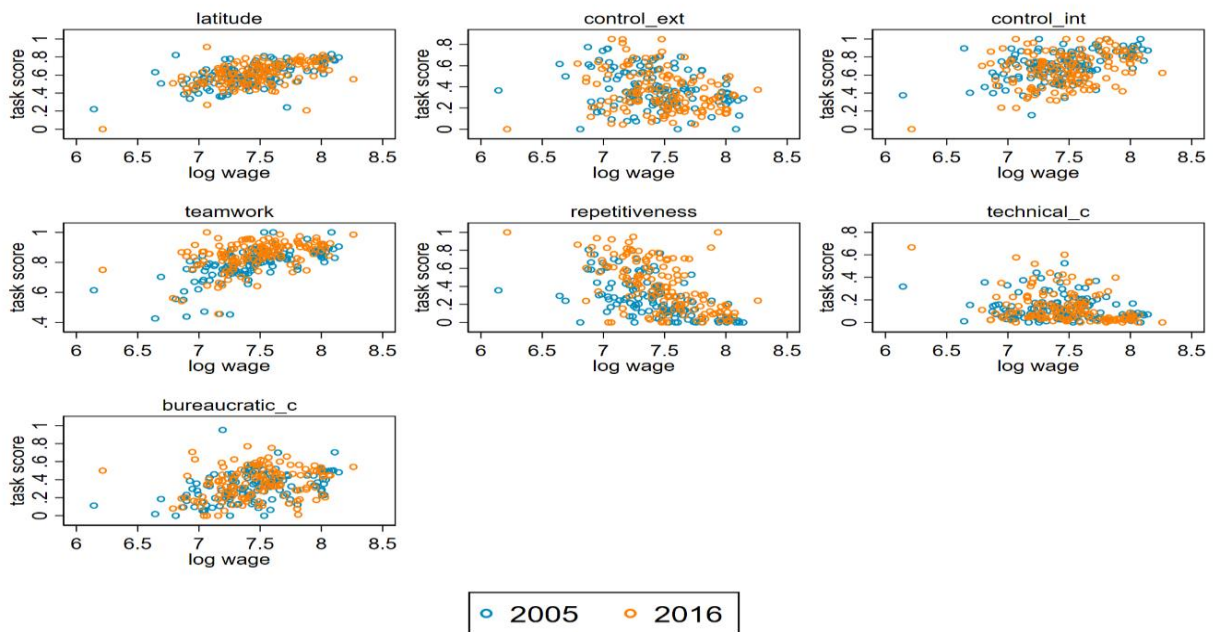 latitude
task score
0 .2 .4 .6 .8 1
6 6.5 7 7.5 8 8.5
log wage
control_ext
task score
0 .2 .4 .6 .8
6 6.5 7 7.5 8 8.5
log wage
control_int
task score
0 .2 .4 .6 .8 1
6 6.5 7 7.5 8 8.5
log wage
teamwork
task score
.4 .6 .8 1
6 6.5 7 7.5 8 8.5
log wage
repetitiveness
task score
0 .2 .4 .6 .8 1
6 6.5 7 7.5 8 8.5
log wage
technical_c
task score
0 .2 .4 .6 .8
6 6.5 7 7.5 8 8.5
log wage
bureaucratic_c
task score
0 .2 .4 .6 .8 1
6 6.5 7 7.5 8 8.5
log wage
2005 2016